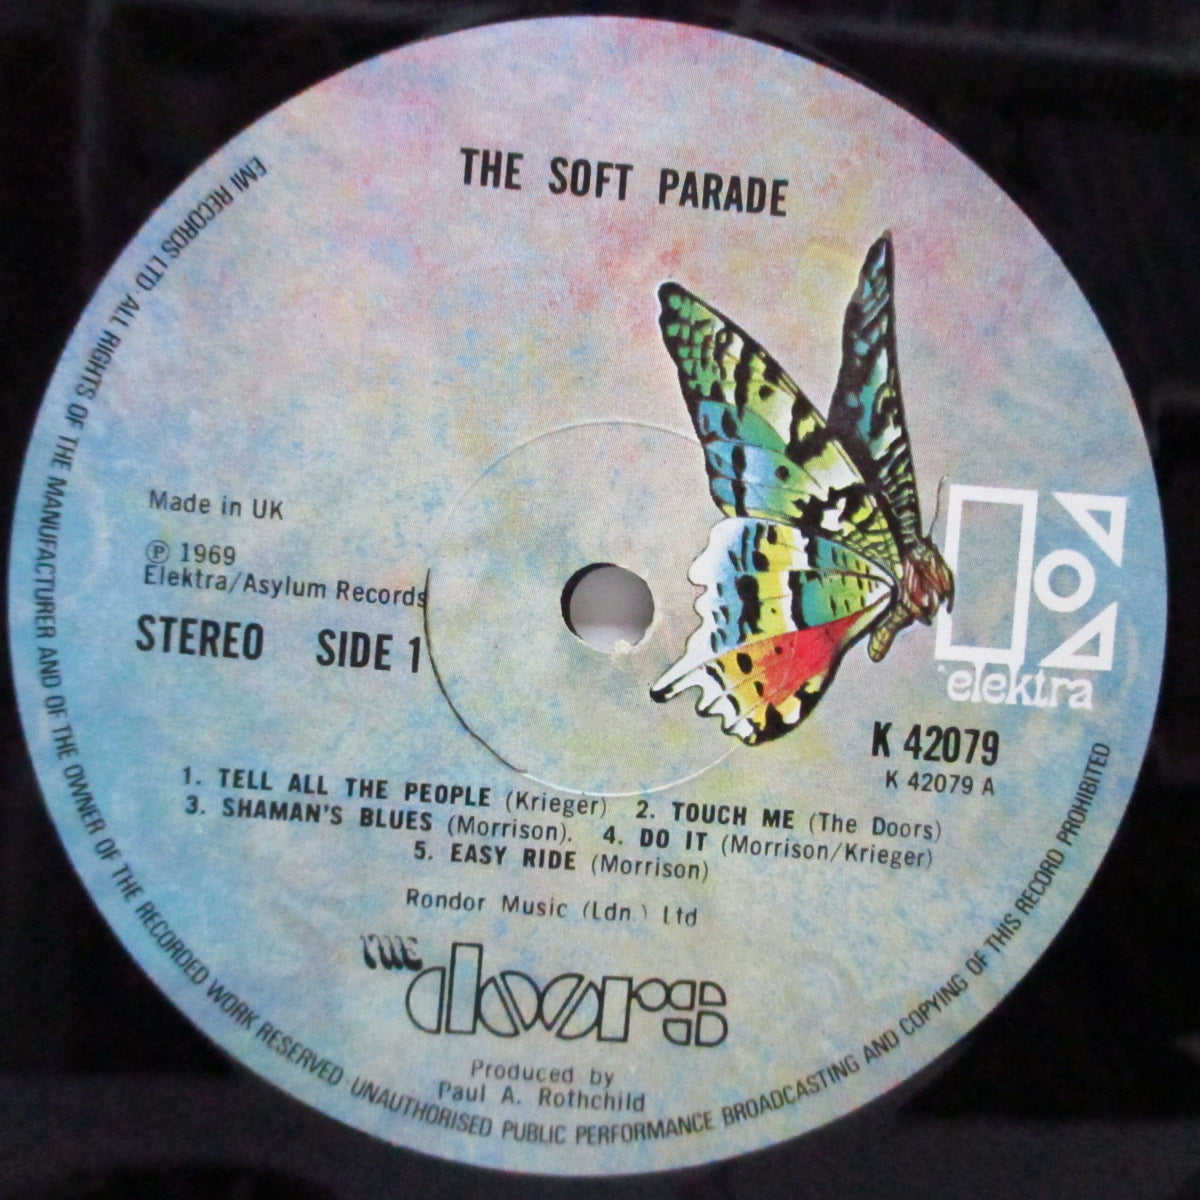 THE SOFT PARADE
Made in UK
℗ 1969
Elektra/Asylum Records
STEREO SIDE 1
elektra
K 42079
K 42079 A
1. TELL ALL THE PEOPLE (Krieger) 2. TOUCH ME (The Doors)
3. SHAMAN'S BLUES (Morrison). 4. DO IT (Morrison/Krieger)
5. EASY RIDE (Morrison)
Rondor Music (Ldn.) Ltd
THE doors
Produced by
Paul A. Rothchild
EMI RECORDS LTD · ALL RIGHTS OF THE MANUFACTURER AND OF THE OWNER OF THE RECORDED WORK RESERVED · UNAUTHORISED PUBLIC PERFORMANCE BROADCASTING AND COPYING OF THIS RECORD PROHIBITED